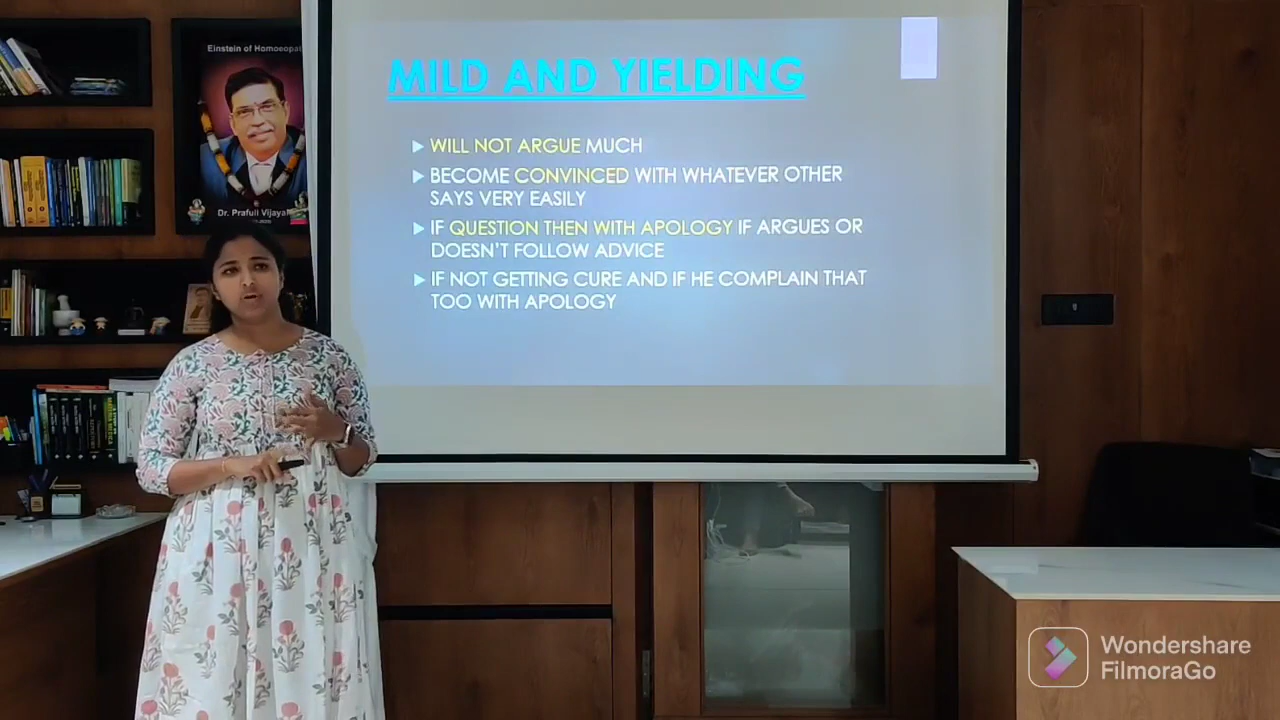 Einstein of Homoeopat
Dr. Prafull Vijayak
MILD AND YIELDING
WILL NOT ARGUE MUCH
BECOME CONVINCED WITH WHATEVER OTHER
SAYS VERY EASILY
IF QUESTION THEN WITH APOLOGY IF ARGUES OR
DOESN'T FOLLOW ADVICE
IF NOT GETTING CURE AND IF HE COMPLAIN THAT
TOO WITH APOLOGY
Wondershare
FilmoraGo